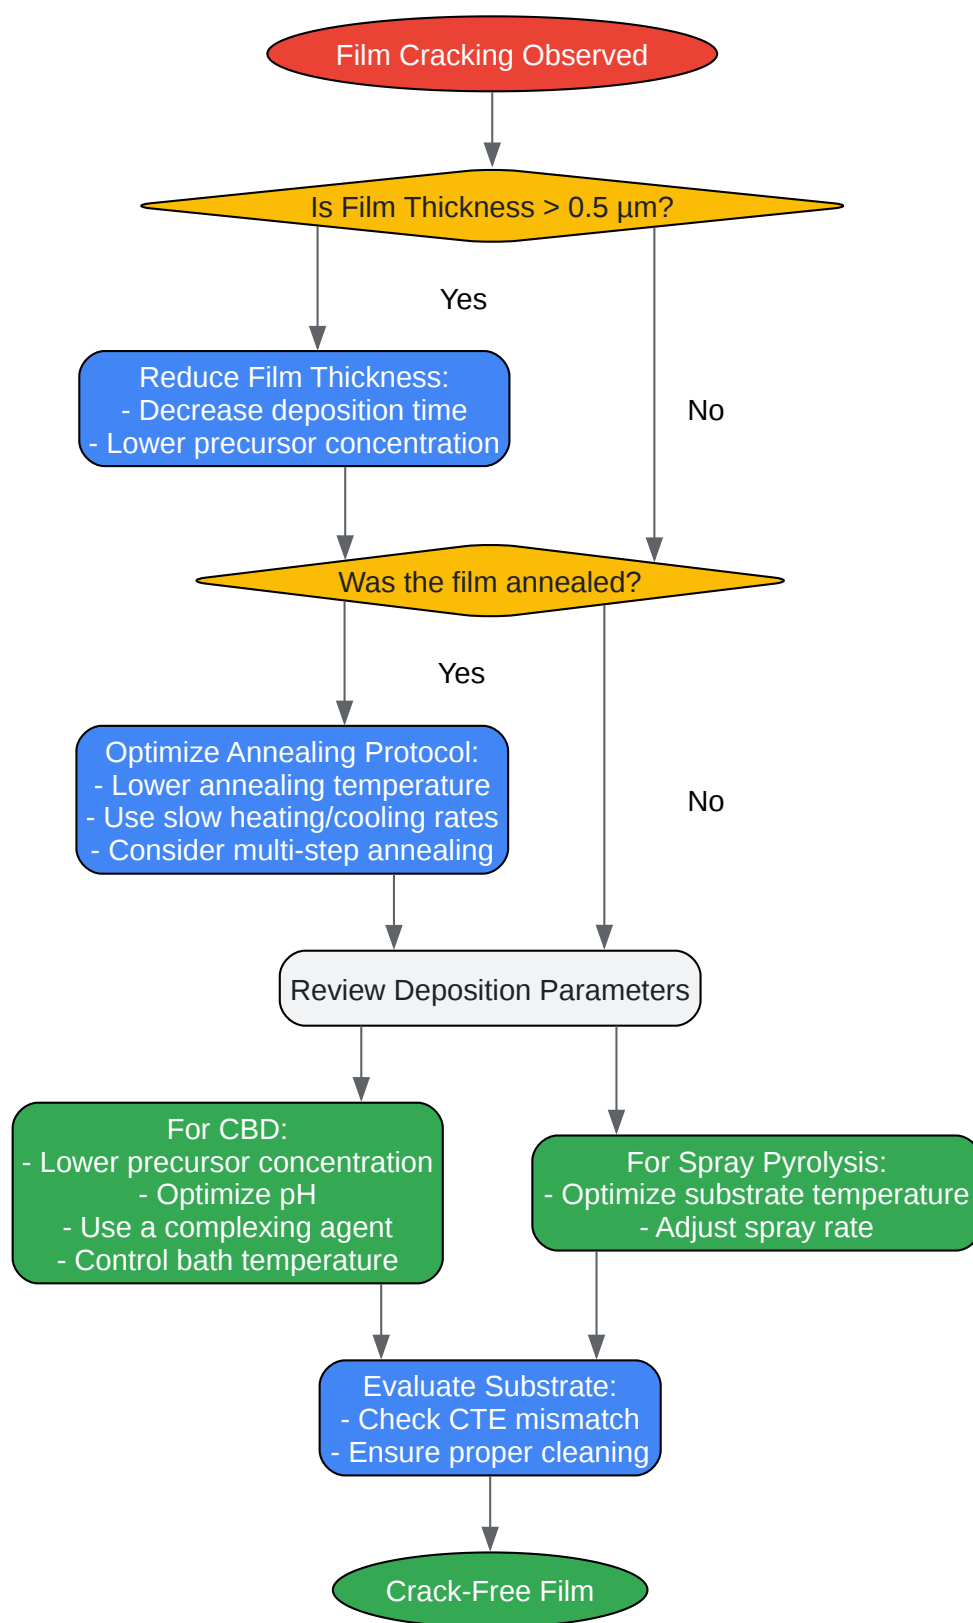 Film Cracking Observed
Is Film Thickness > 0.5 µm?
Yes
Reduce Film Thickness:
- Decrease deposition time
- Lower precursor concentration
No
Was the film annealed?
Yes
Optimize Annealing Protocol:
- Lower annealing temperature
- Use slow heating/cooling rates
- Consider multi-step annealing
No
Review Deposition Parameters
For CBD:
- Lower precursor concentration
- Optimize pH
- Use a complexing agent
- Control bath temperature
For Spray Pyrolysis:
- Optimize substrate temperature
- Adjust spray rate
Evaluate Substrate:
- Check CTE mismatch
- Ensure proper cleaning
Crack-Free Film